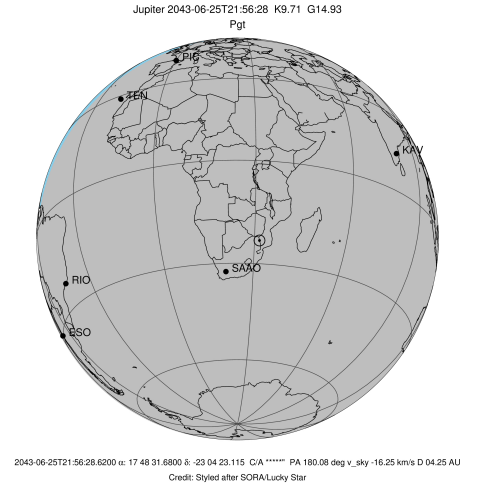 Jupiter 2043-06-25T21:56:28 K9.71 G14.93
Pgt
PIC
TEN
KAV
SAAO
RIO
ESO
2043-06-25T21:56:28.6200 α: 17 48 31.6800 δ: -23 04 23.115 C/A *****" PA 180.08 deg v_sky -16.25 km/s D 04.25 AU
Credit: Styled after SORA/Lucky Star